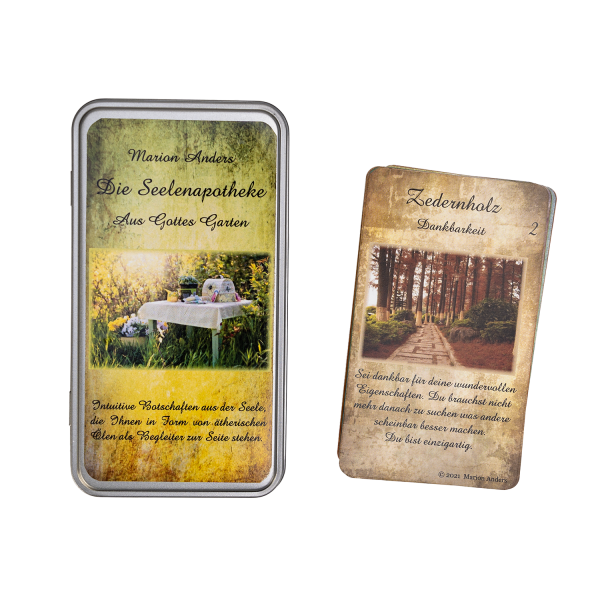 Marion Anders
Die Seelenapotheke
Aus Gottes Garten
Intuitive Botschaften aus der Seele,
die Ihnen in Form von ätherischen
Ölen als Begleiter zur Seite stehen.
Zedernholz
Dankbarkeit
2
Sei dankbar für deine wundervollen
Eigenschaften. Du brauchst nicht
mehr danach zu suchen was andere
scheinbar besser machen.
Du bist einzigartig.
© 2021 Marion Anders